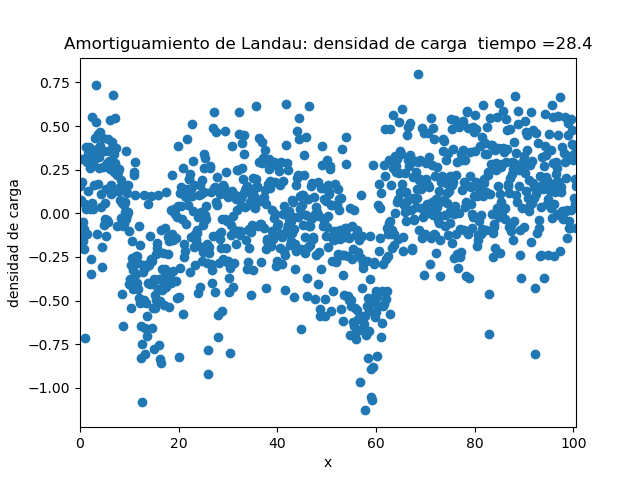 Amortiguamiento de Landau: densidad de carga  tiempo =28.4
densidad de carga
0.75
0.50
0.25
0.00
−0.25
−0.50
−0.75
−1.00
0 20 40 60 80 100
x